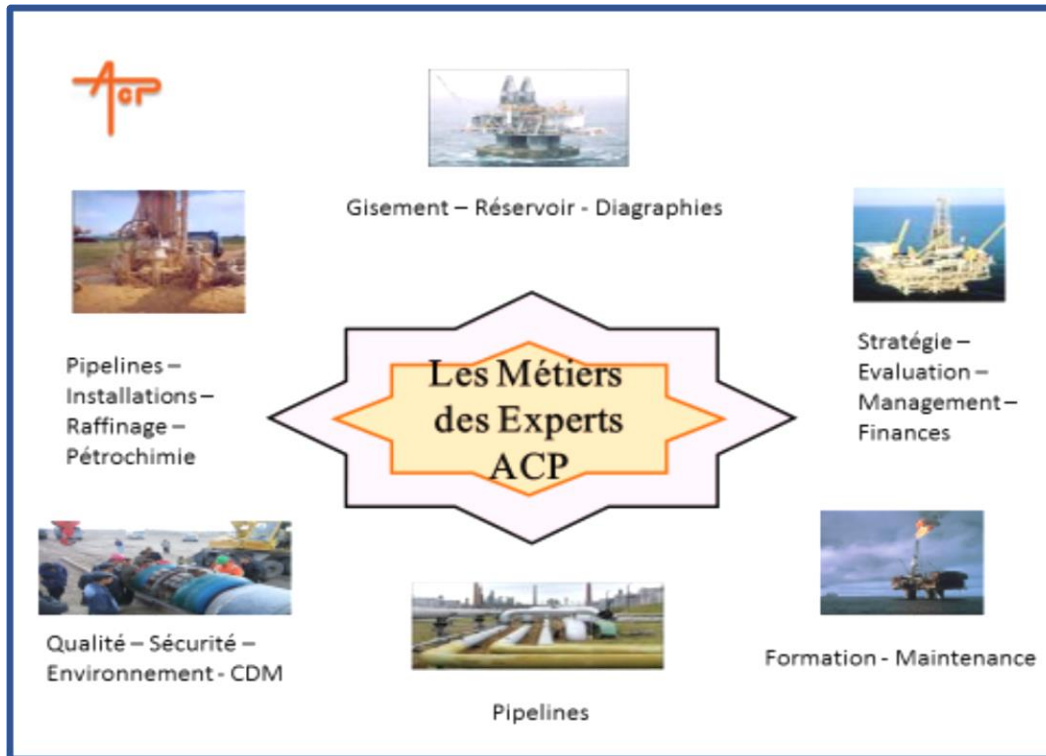 ACP
Gisement – Réservoir - Diagraphies
Pipelines –
Installations –
Raffinage –
Pétrochimie
Les Métiers
des Experts
ACP
Stratégie –
Evaluation –
Management –
Finances
Qualité – Sécurité –
Environnement - CDM
Pipelines
Formation - Maintenance